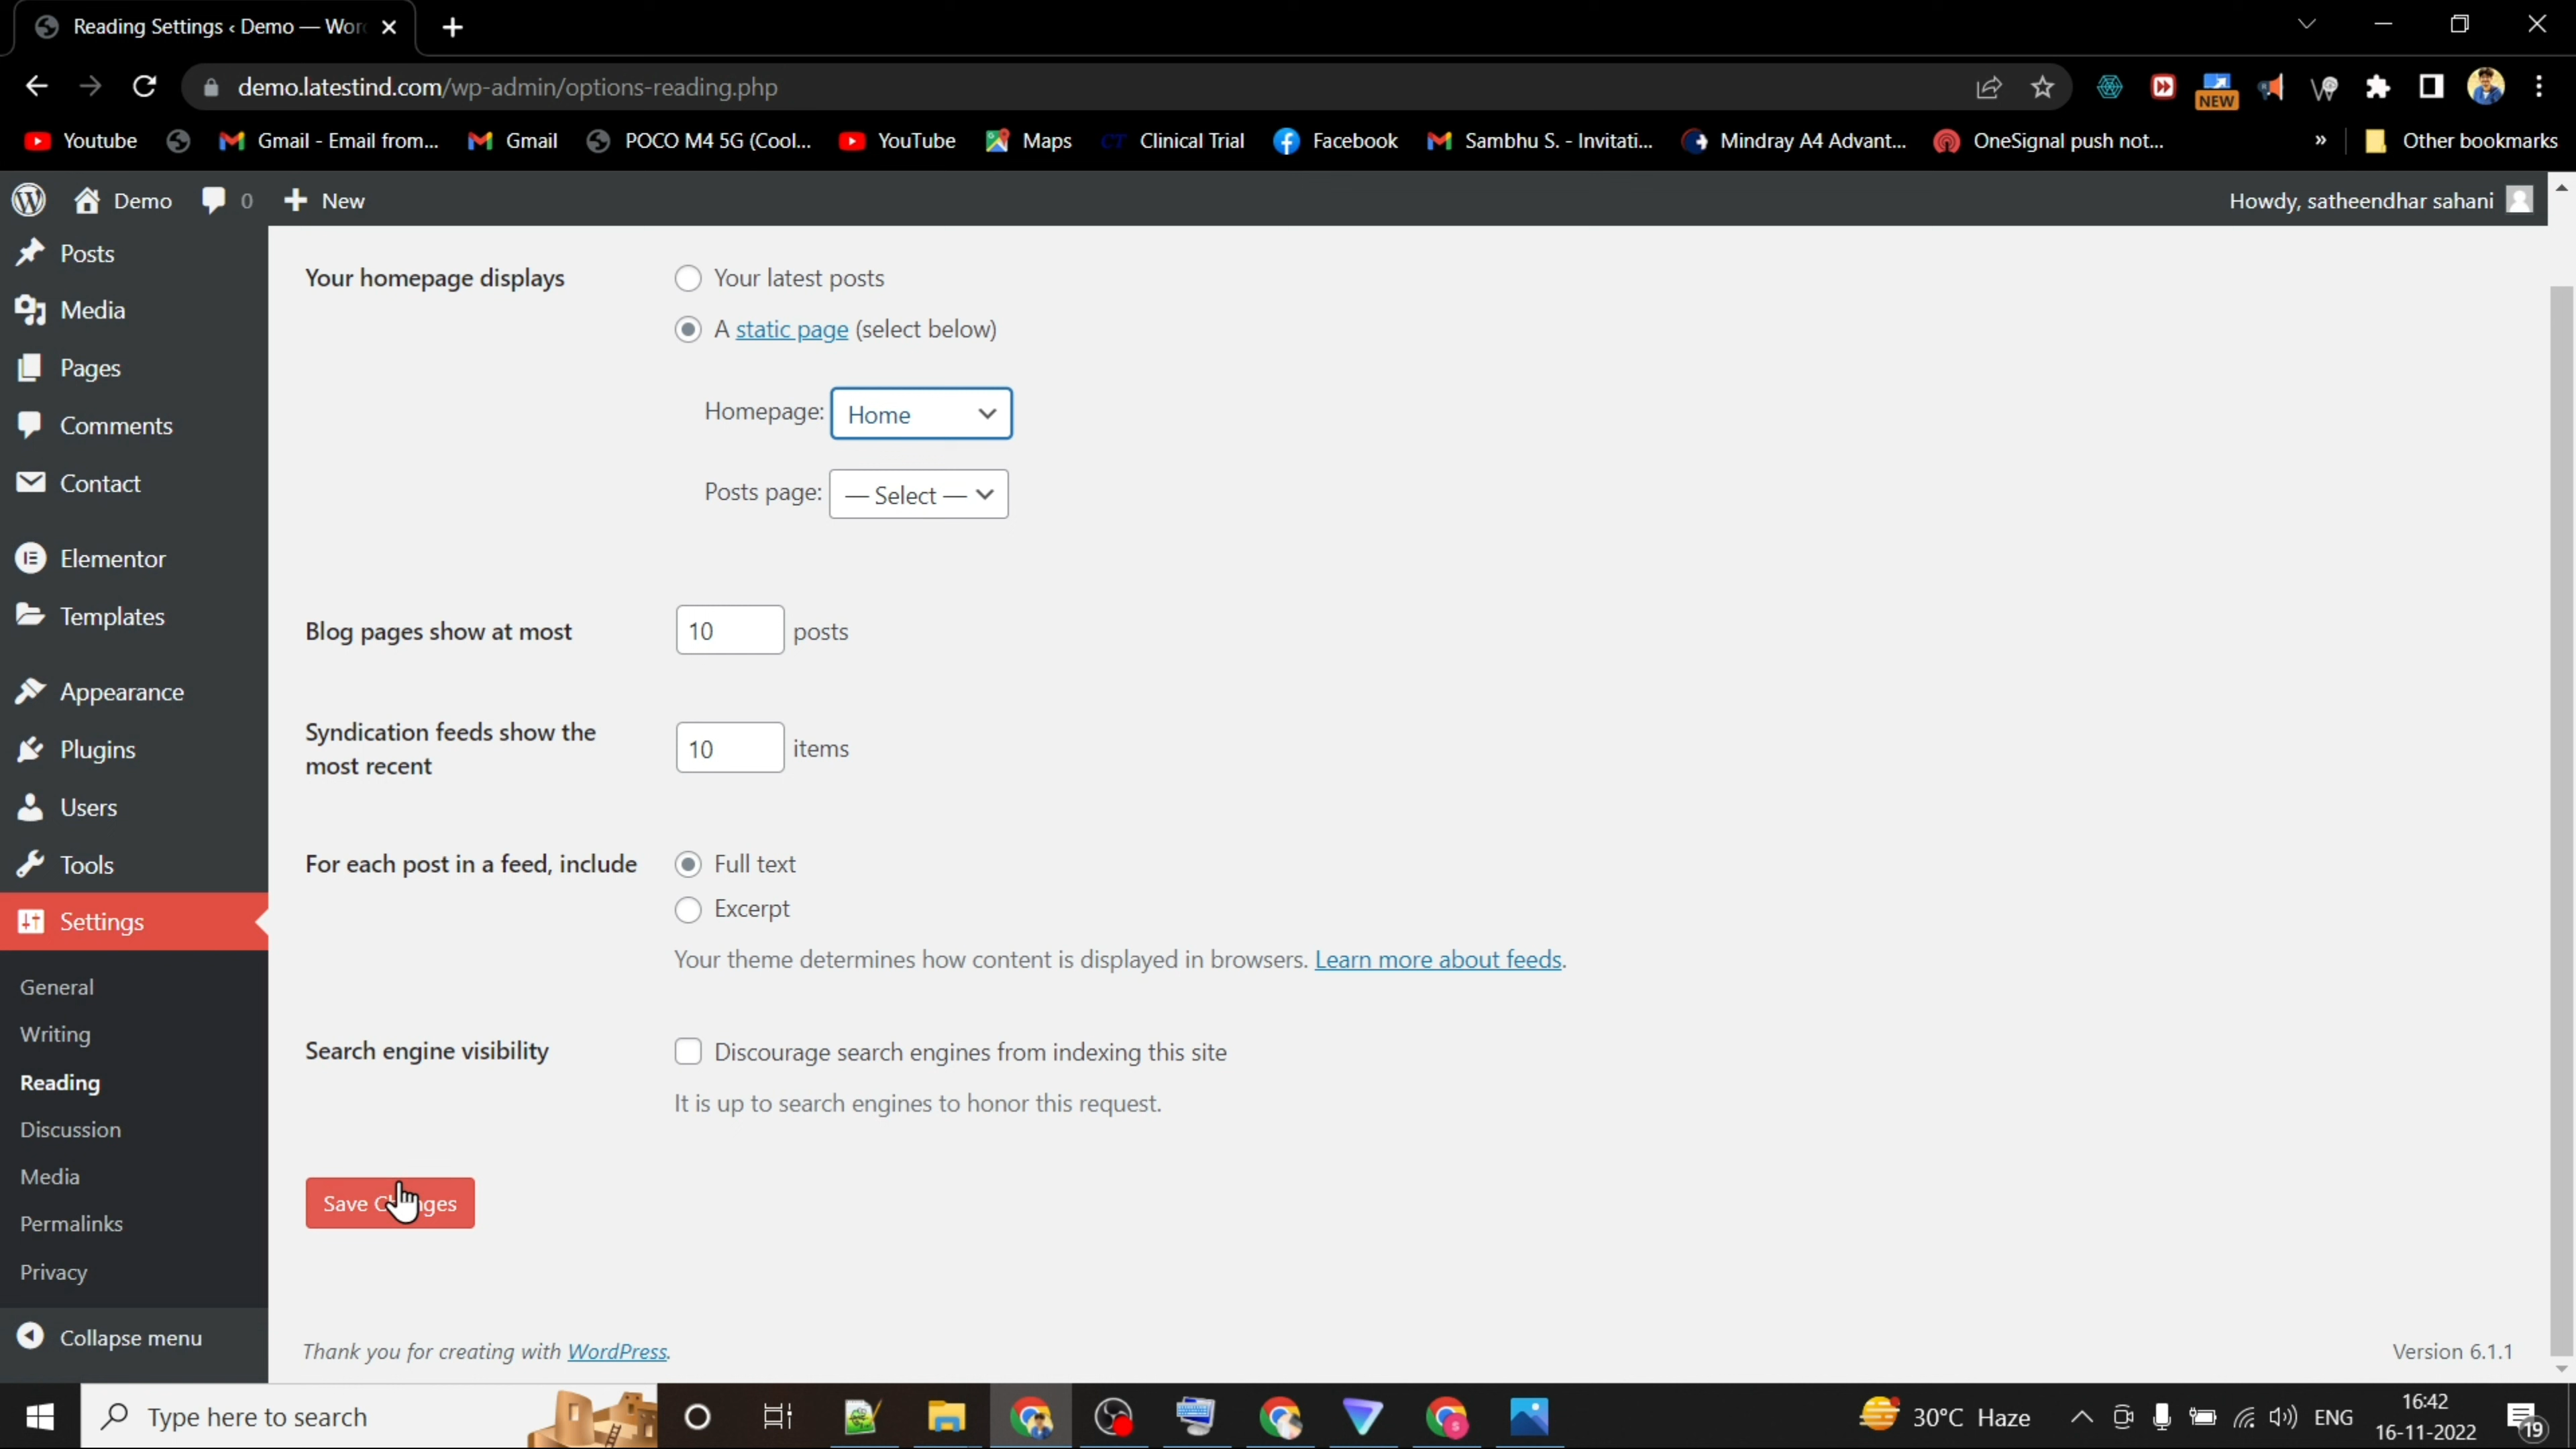 Reading Settings ‹ Demo — Wor
demo.latestind.com/wp-admin/options-reading.php
NEW
Youtube
Gmail - Email from...
Gmail
POCO M4 5G (Cool...
YouTube
Maps
CT Clinical Trial
Facebook
Sambhu S. - Invitati...
Mindray A4 Advant...
OneSignal push not...
»
Other bookmarks
Demo
0
New
Howdy, satheendhar sahani
Posts
Media
Pages
Comments
Contact
Elementor
Templates
Appearance
Plugins
Users
Tools
Settings
General
Writing
Reading
Discussion
Media
Permalinks
Privacy
Collapse menu
Your homepage displays
Your latest posts
A static page (select below)
Homepage: Home
Posts page: — Select —
Blog pages show at most 10 posts
Syndication feeds show the
most recent
10 items
For each post in a feed, include
Full text
Excerpt
Your theme determines how content is displayed in browsers. Learn more about feeds.
Search engine visibility
Discourage search engines from indexing this site
It is up to search engines to honor this request.
Save Changes
Thank you for creating with WordPress.
Version 6.1.1
Type here to search
30°C Haze
ENG
16:42
16-11-2022
19